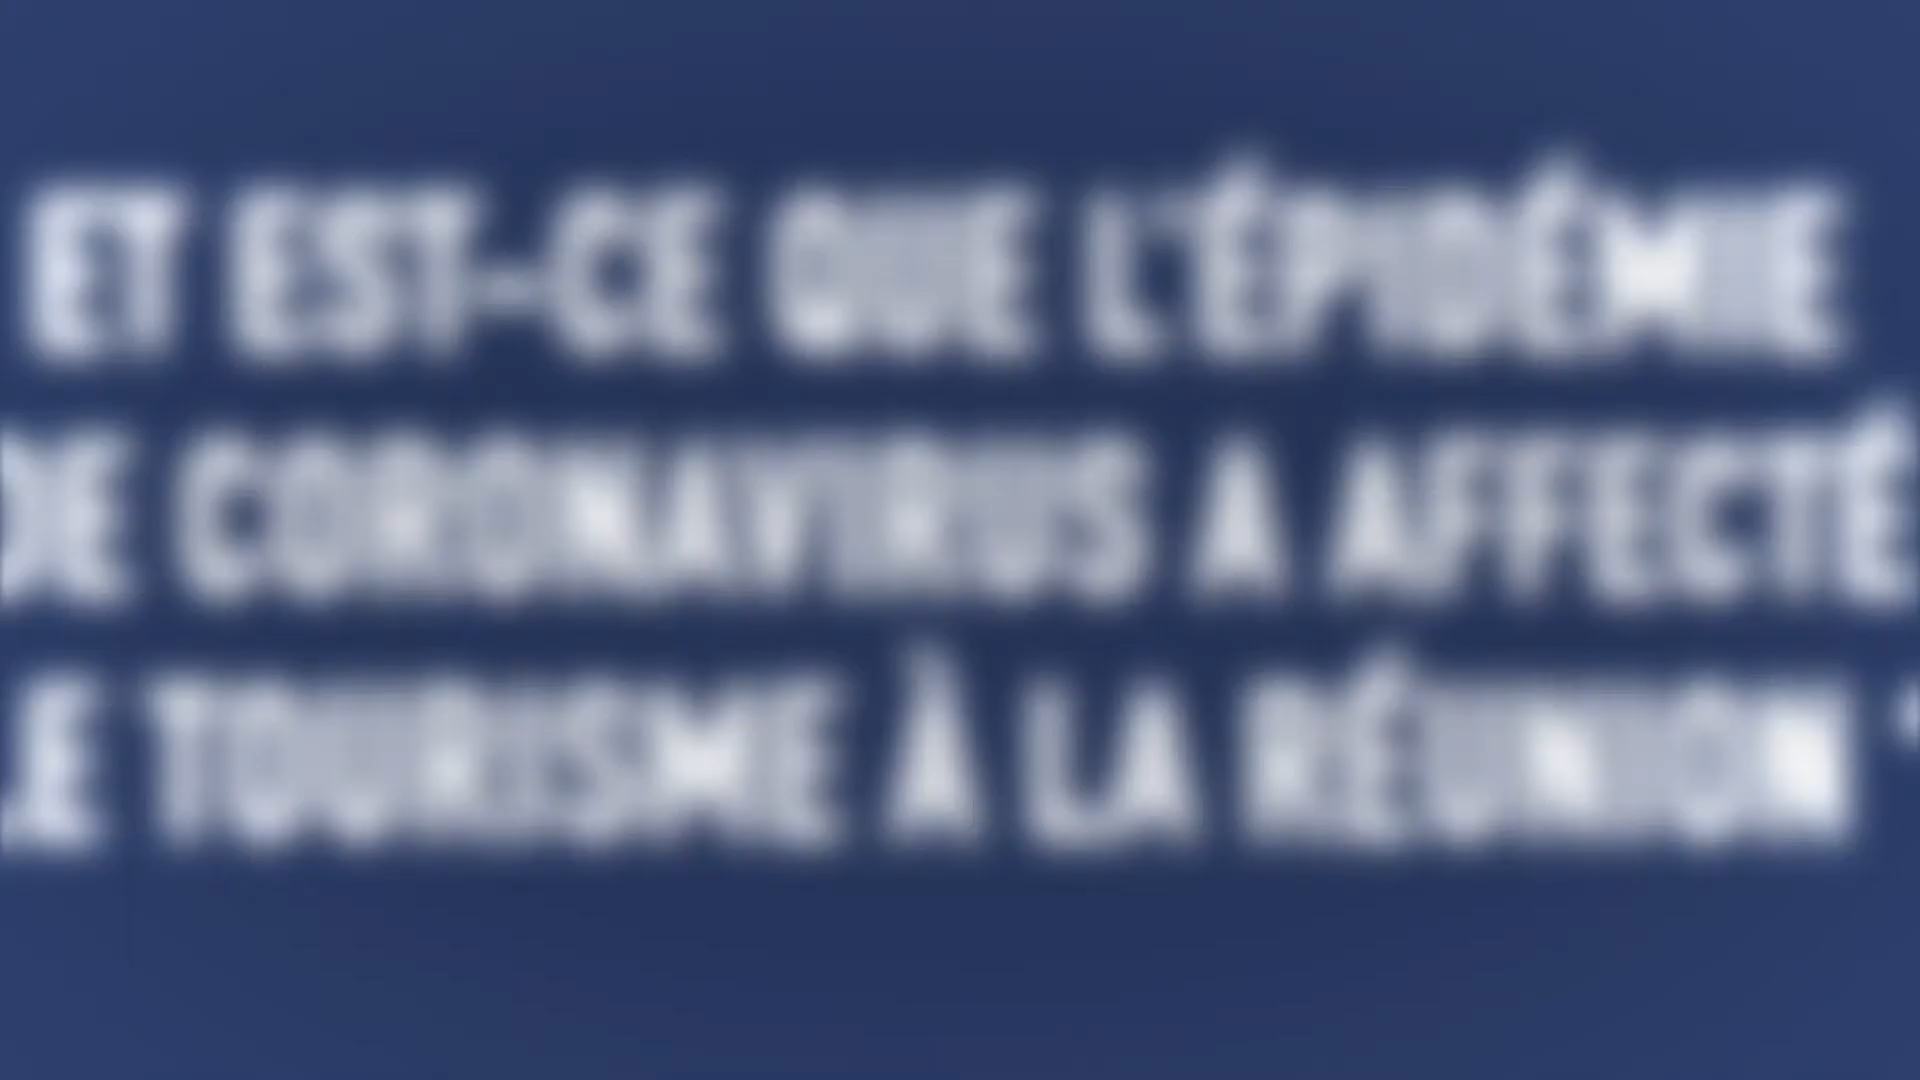 ET EST-CE QUE L'ÉPIDÉMIE
DE CORONAVIRUS A AFFECTÉ
LE TOURISME À LA RÉUNION ?